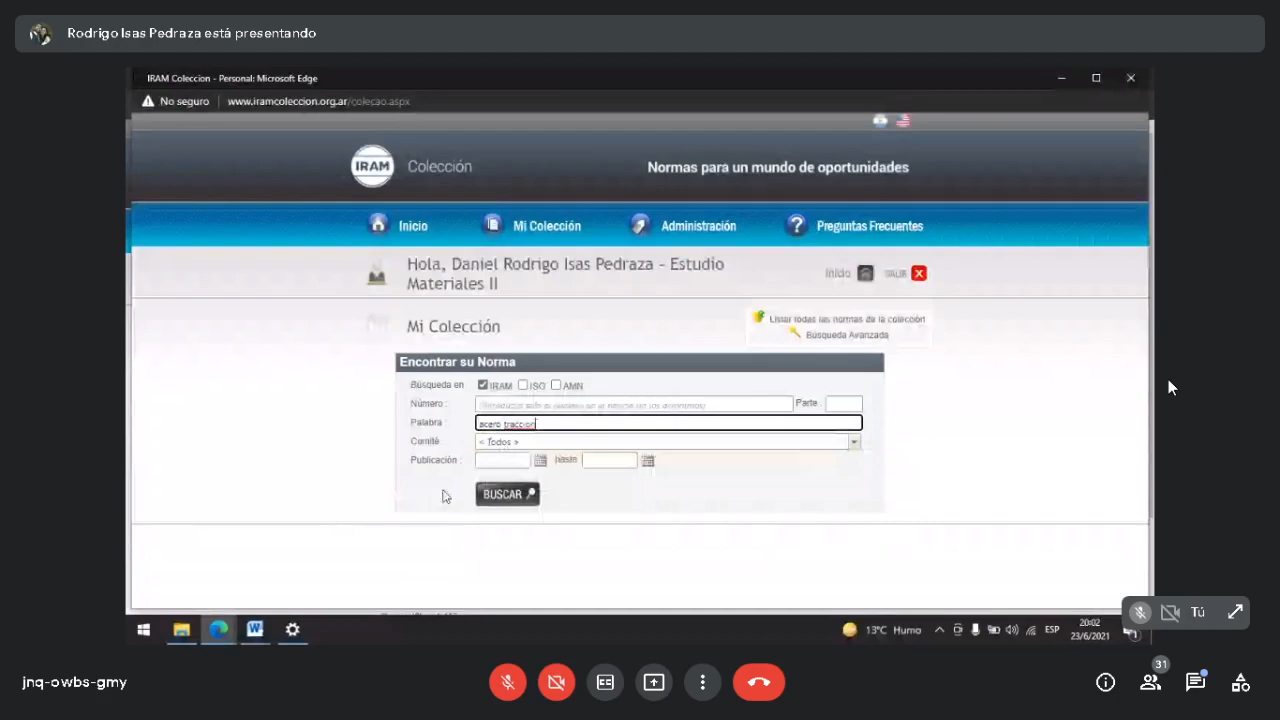 Rodrigo Isas Pedraza está presentando
IRAM Coleccion - Personal: Microsoft Edge
No seguro | www.iramcoleccion.org.ar/colecao.aspx
IRAM Colección Normas para un mundo de oportunidades
Inicio Mi Colección Administración Preguntas Frecuentes
Hola, Daniel Rodrigo Isas Pedraza - Estudio
Materiales II
Inicio SALIR X
Mi Colección
Listar todas las normas de la colección
Búsqueda Avanzada
Encontrar su Norma
Búsqueda en IRAM ISO AMN
Número : Parte :
Palabra : acero traccion
Comité < Todos >
Publicación : hasta
BUSCAR
Tú
13°C Humo ESP 20:02
23/6/2021
jnq-owbs-gmy
31